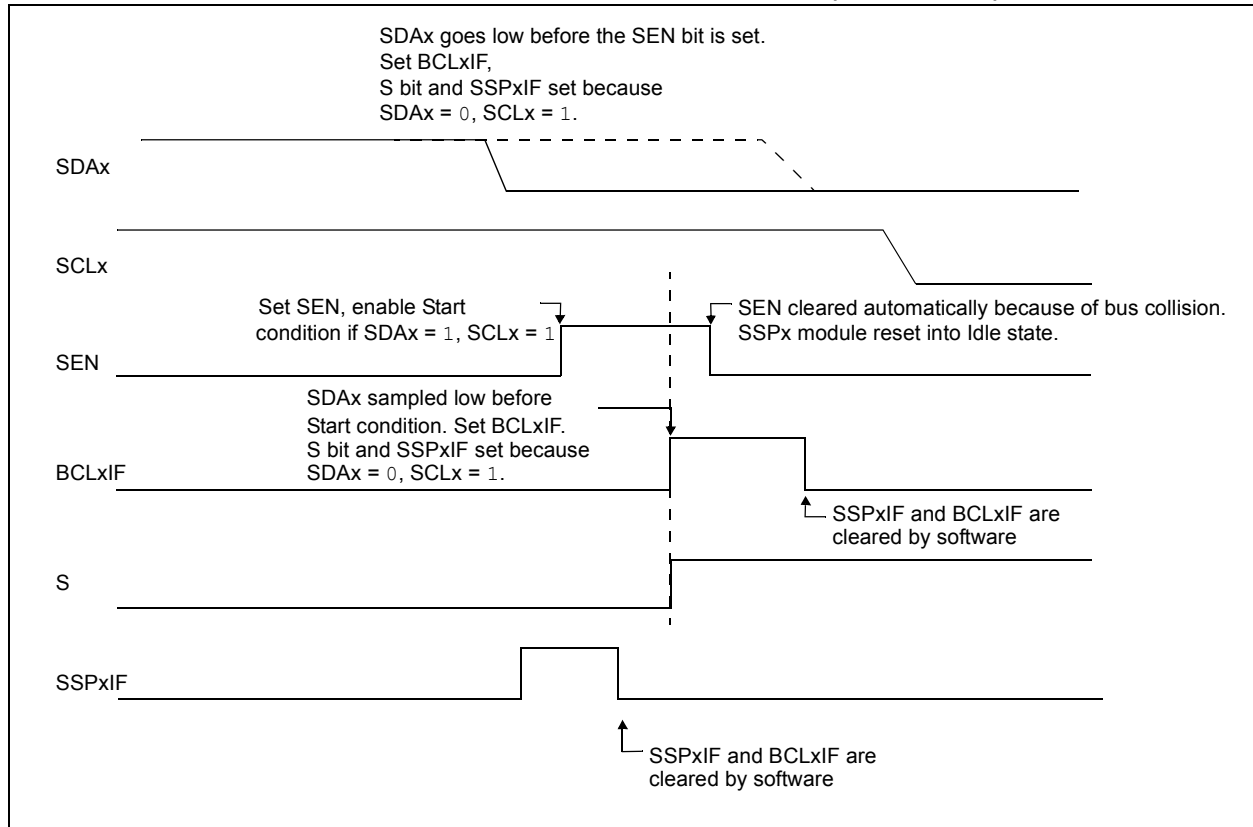 SDAx goes low before the SEN bit is set.
Set BCLxIF,
S bit and SSPxIF set because
SDAx = 0, SCLx = 1.
SDAx
SCLx
Set SEN, enable Start
condition if SDAx = 1, SCLx = 1
SEN cleared automatically because of bus collision.
SSPx module reset into Idle state.
SEN
SDAx sampled low before
Start condition. Set BCLxIF.
S bit and SSPxIF set because
SDAx = 0, SCLx = 1.
BCLxIF
SSPxIF and BCLxIF are
cleared by software
S
SSPxIF
SSPxIF and BCLxIF are
cleared by software